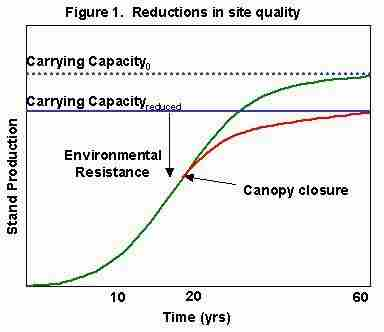 Figure 1. Reductions in site quality
Carrying Capacity0
Carrying Capacityreduced
Environmental
Resistance
Canopy closure
Stand Production
10 20 60
Time (yrs)